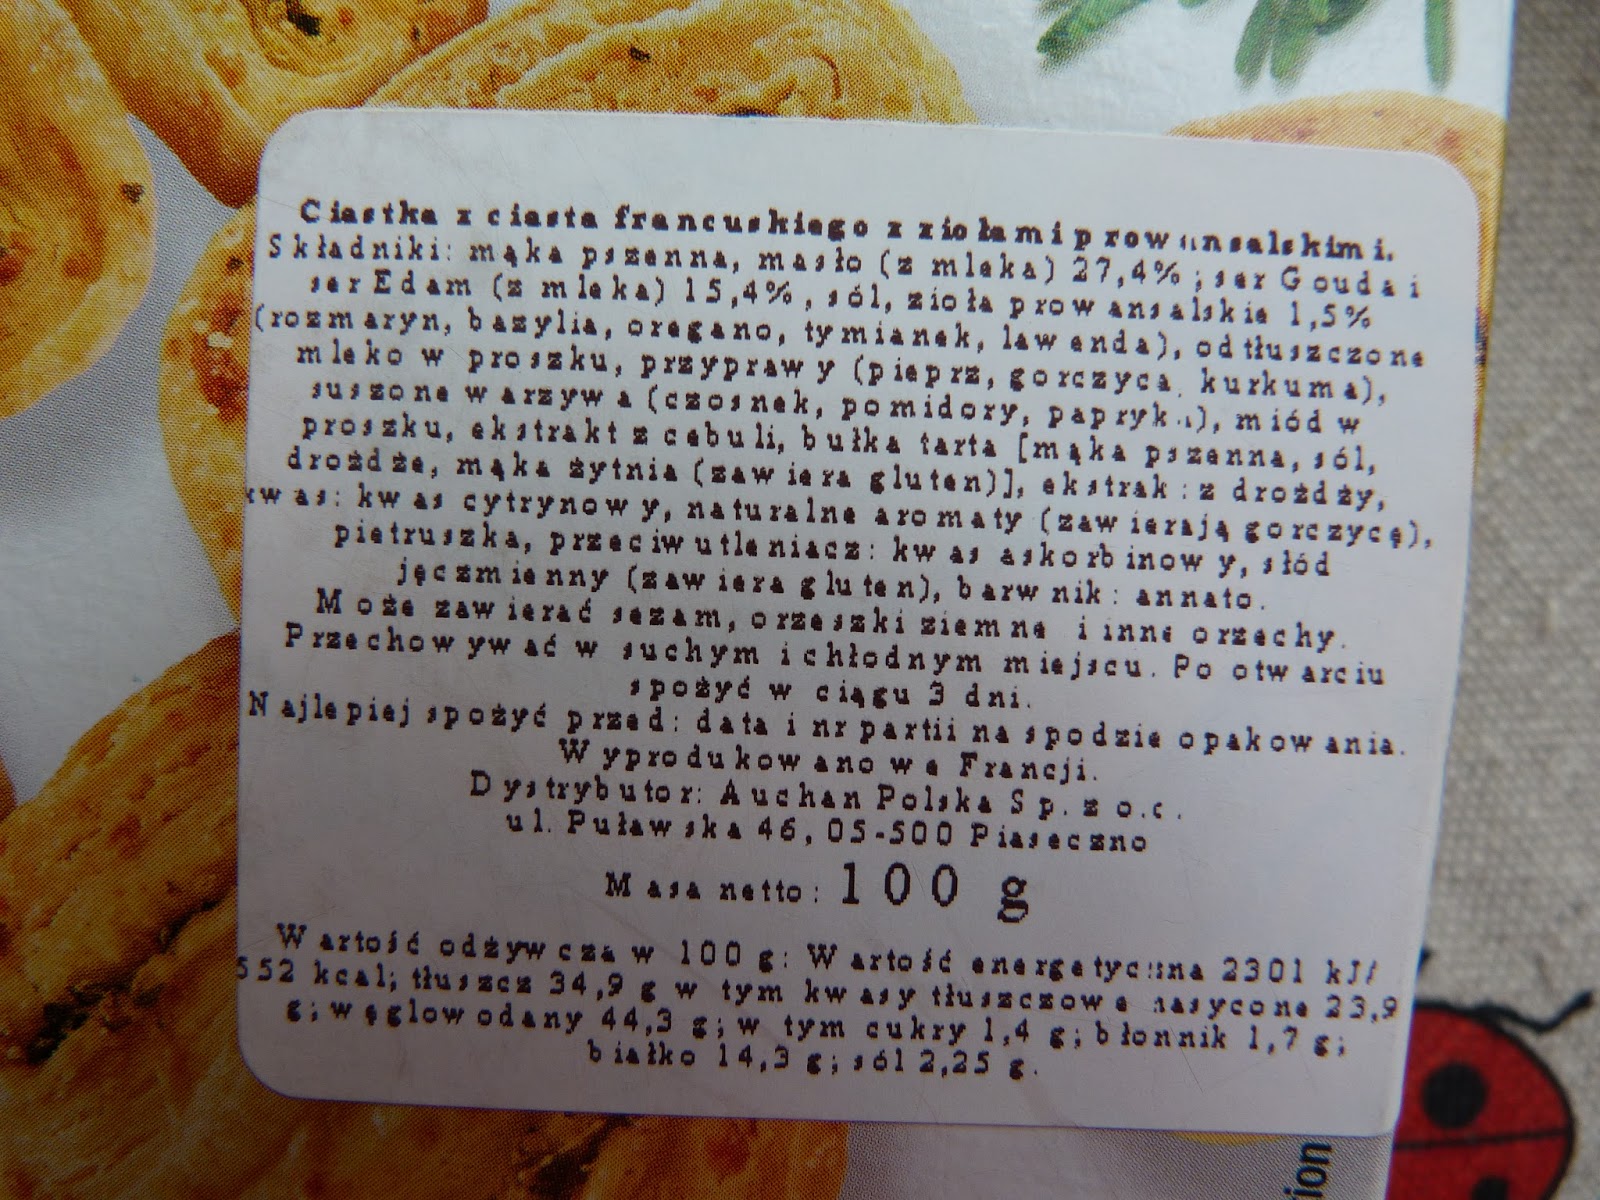 Ciastka z ciasta francuskiego z ziołami prowansalskimi.
Składniki: mąka pszenna, masło (z mleka) 27,4%; ser Gouda i
ser Edam (z mleka) 15,4%, sól, zioła prowansalskie 1,5%
(rozmaryn, bazylia, oregano, tymianek, lawenda), odtłuszczone
mleko w proszku, przyprawy (pieprz, gorczyca, kurkuma),
suszone warzywa (czosnek, pomidory, papryka), miód w
proszku, ekstrakt z cebuli, bułka tarta [mąka pszenna, sól,
drożdże, mąka żytnia (zawiera gluten)], ekstrakt z drożdży,
kwas: kwas cytrynowy, naturalne aromaty (zawierają gorczycę),
pietruszka, przeciwutleniacz: kwas askorbinowy, słód
jęczmienny (zawiera gluten), barwnik: annato.
Może zawierać sezam, orzeszki ziemne i inne orzechy.
Przechowywać w suchym i chłodnym miejscu. Po otwarciu
spożyć w ciągu 3 dni.
Najlepiej spożyć przed: data i nr partii na spodzie opakowania.
Wyprodukowano we Francji.
Dystrybutor: Auchan Polska Sp. z o.o.
ul. Puławska 46, 05-500 Piaseczno
Masa netto: 100 g
Wartość odżywcza w 100 g: Wartość energetyczna 2301 kJ/
552 kcal; tłuszcz 34,9 g w tym kwasy tłuszczowe nasycone 23,9
g; węglowodany 44,3 g; w tym cukry 1,4 g; błonnik 1,7 g;
białko 14,3 g; sól 2,25 g.